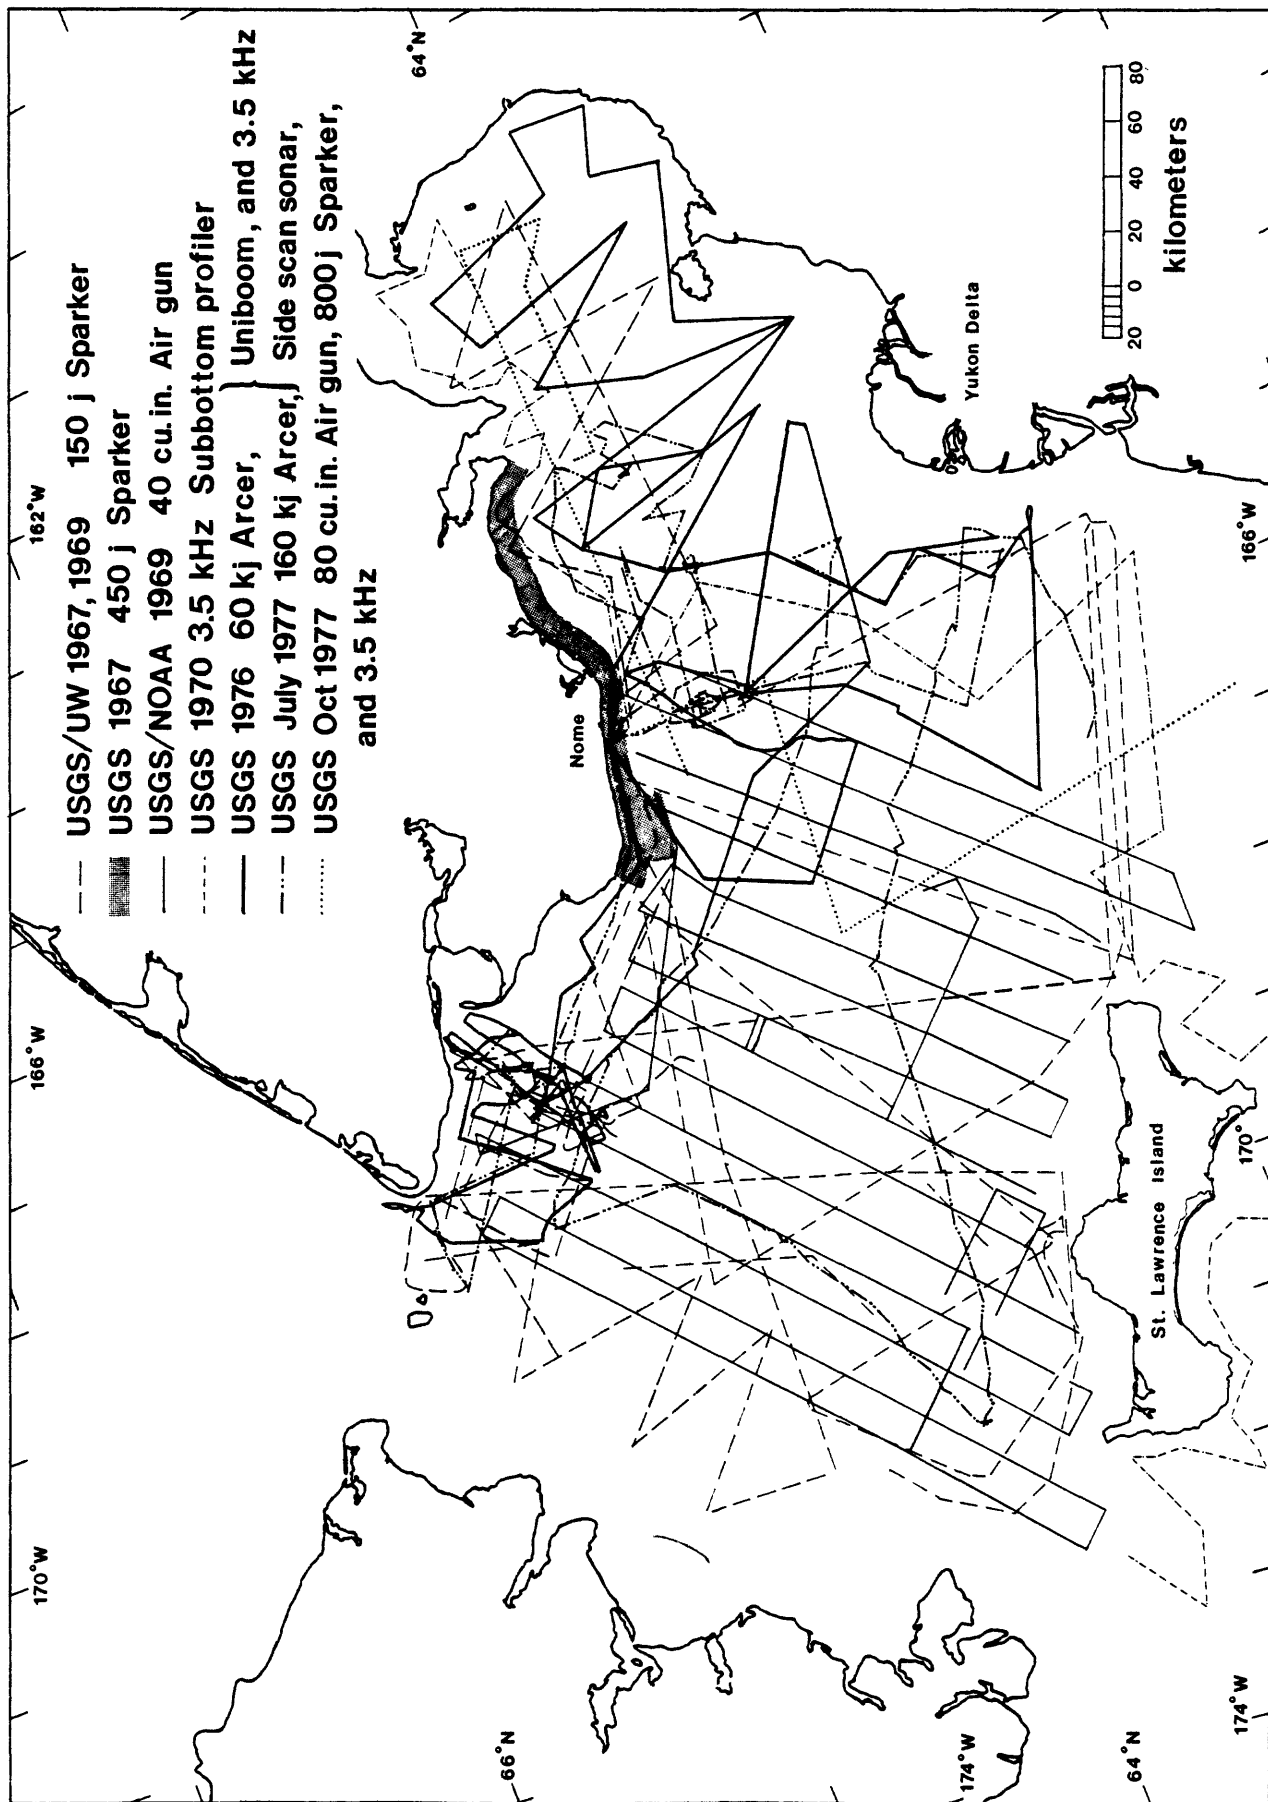 USGS/UW 1967, 1969 150 j Sparker
USGS 1967 450 j Sparker
USGS/NOAA 1969 40 cu.in. Air gun
USGS 1970 3.5 kHz Subbottom profiler
USGS 1976 60 kj Arcer, } Uniboom, and 3.5 kHz
USGS July 1977 160 kj Arcer, } Side scan sonar,
USGS Oct 1977 80 cu.in. Air gun, 800j Sparker,
and 3.5 kHz
170°W
166°W
162°W
64°N
66°N
174°W
64°N
174°W
170°
166°W
Nome
Yukon Delta
St. Lawrence Island
20 0 20 40 60 80
kilometers